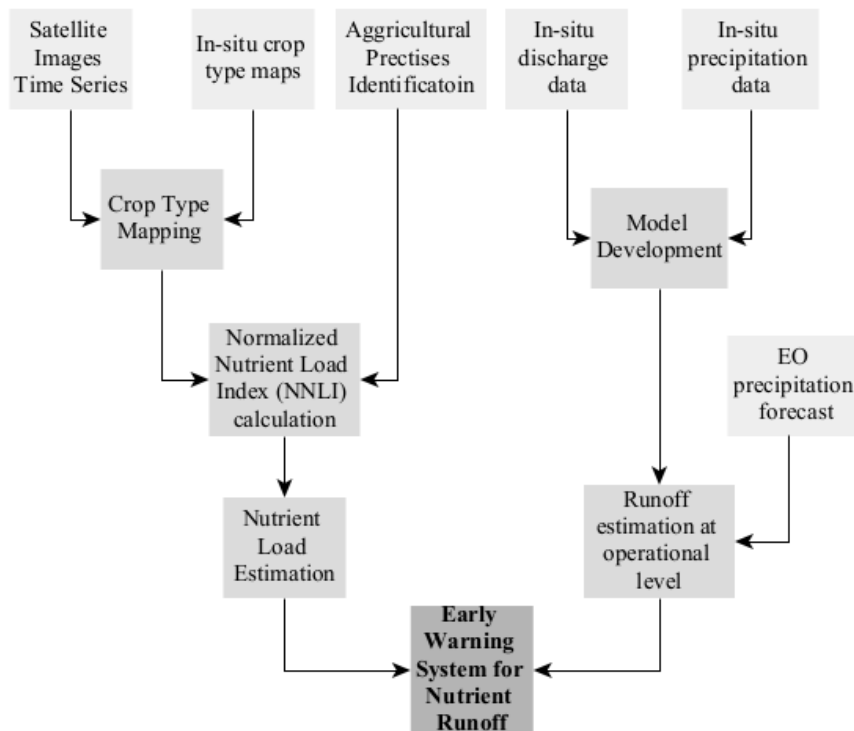 Satellite
Images
Time Series
In-situ crop
type maps
Aggricultural
Prectises
Identificatoin
In-situ
discharge
data
In-situ
precipitation
data
Crop Type
Mapping
Model
Development
Normalized
Nutrient Load
Index (NNLI)
calculation
EO
precipitation
forecast
Nutrient
Load
Estimation
Runoff
estimation at
operational
level
Early
Warning
System for
Nutrient
Runoff